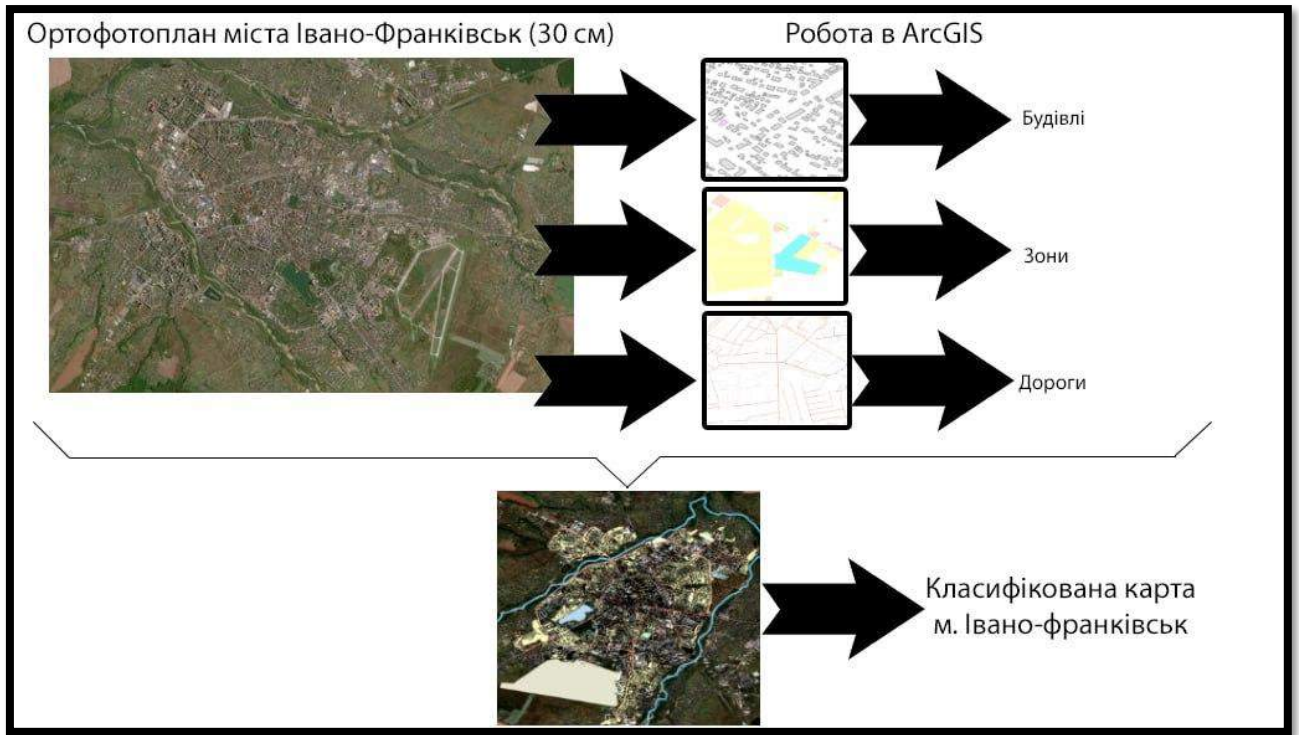 Ортофотоплан міста Івано-Франківськ (30 см)
Робота в ArcGIS
Будівлі
Зони
Дороги
Класифікована карта
м. Івано-франківськ